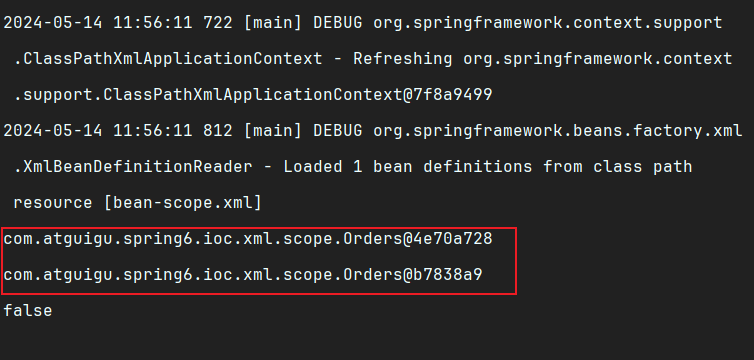 2024-05-14 11:56:11 722 [main] DEBUG org.springframework.context.support
.ClassPathXmlApplicationContext - Refreshing org.springframework.context
.support.ClassPathXmlApplicationContext@7f8a9499
2024-05-14 11:56:11 812 [main] DEBUG org.springframework.beans.factory.xml
.XmlBeanDefinitionReader - Loaded 1 bean definitions from class path
resource [bean-scope.xml]
com.atguigu.spring6.ioc.xml.scope.Orders@4e70a728
com.atguigu.spring6.ioc.xml.scope.Orders@b7838a9
false